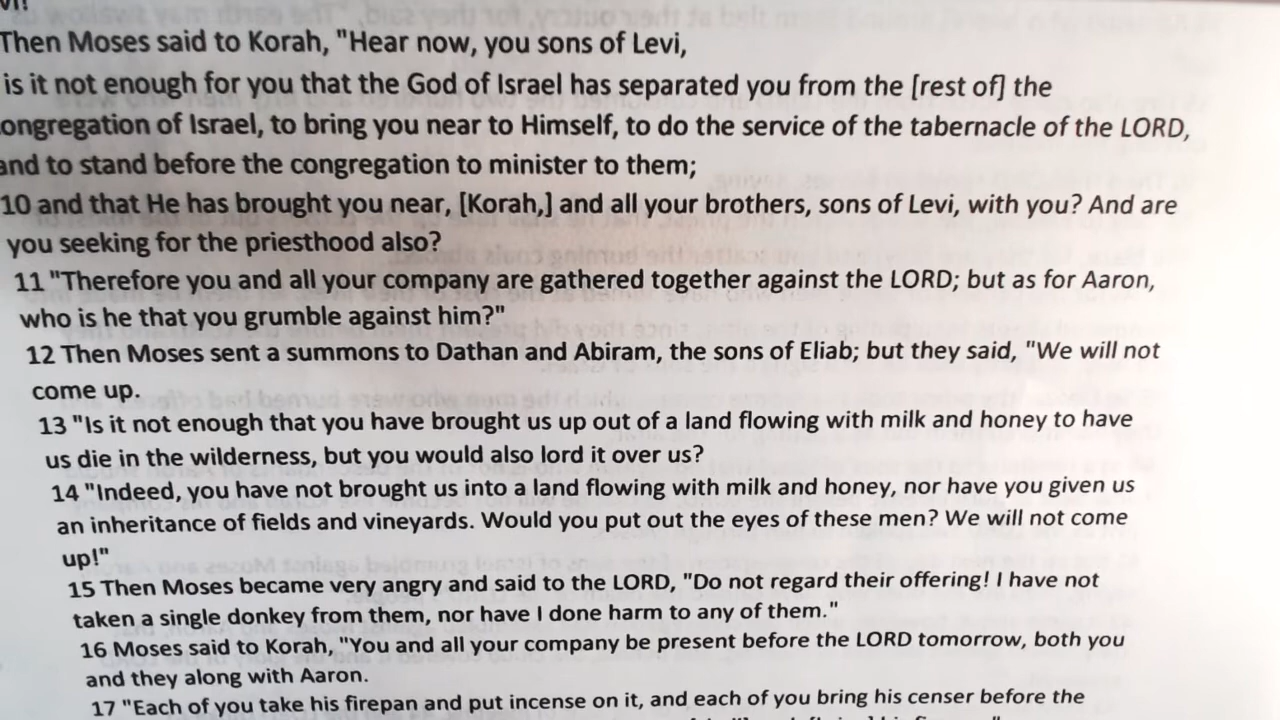 Then Moses said to Korah, "Hear now, you sons of Levi,
is it not enough for you that the God of Israel has separated you from the [rest of] the
ongregation of Israel, to bring you near to Himself, to do the service of the tabernacle of the LORD,
and to stand before the congregation to minister to them;
10 and that He has brought you near, [Korah,] and all your brothers, sons of Levi, with you? And are
you seeking for the priesthood also?
11 "Therefore you and all your company are gathered together against the LORD; but as for Aaron,
who is he that you grumble against him?"
12 Then Moses sent a summons to Dathan and Abiram, the sons of Eliab; but they said, "We will not
come up.
13 "Is it not enough that you have brought us up out of a land flowing with milk and honey to have
us die in the wilderness, but you would also lord it over us?
14 "Indeed, you have not brought us into a land flowing with milk and honey, nor have you given us
an inheritance of fields and vineyards. Would you put out the eyes of these men? We will not come
up!"
15 Then Moses became very angry and said to the LORD, "Do not regard their offering! I have not
taken a single donkey from them, nor have I done harm to any of them."
16 Moses said to Korah, "You and all your company be present before the LORD tomorrow, both you
and they along with Aaron.
17 "Each of you take his firepan and put incense on it, and each of you bring his censer before the